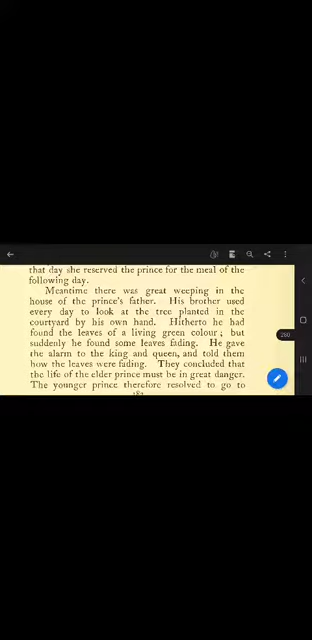 that day she reserved the prince for the meal of the
following day.
Meantime there was great weeping in the
house of the prince's father. His brother used
every day to look at the tree planted in the
courtyard by his own hand. Hitherto he had
found the leaves of a living green colour; but
suddenly he found some leaves fading. He gave
the alarm to the king and queen, and told them
how the leaves were fading. They concluded that
the life of the elder prince must be in great danger.
The younger prince therefore resolved to go to
260